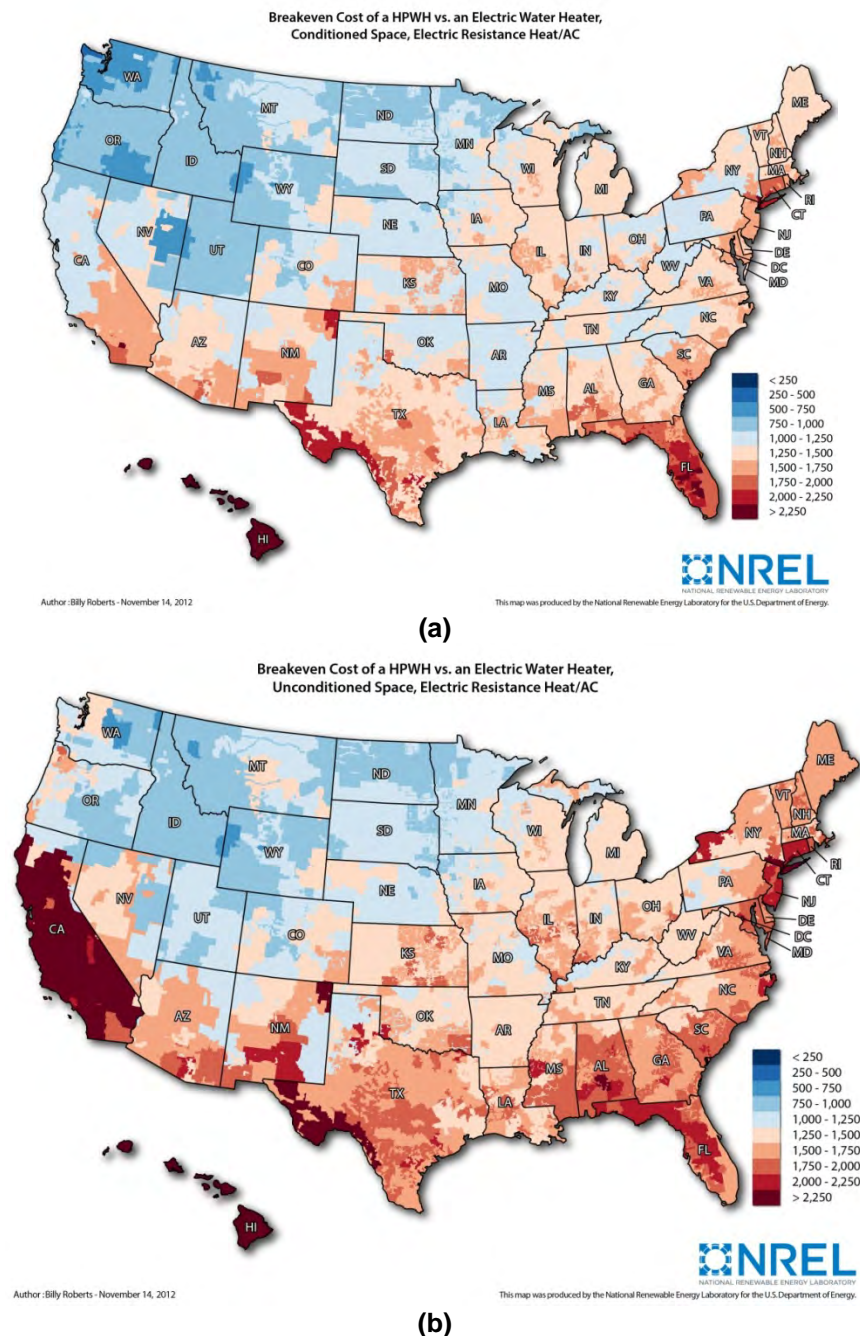 Breakeven Cost of a HPWH vs. an Electric Water Heater,
Conditioned Space, Electric Resistance Heat/AC
WA
MT
ND
MN
ME
OR
ID
WY
SD
WI
MI
VT
NH
NY
MA
RI
CT
NV
UT
NE
IA
PA
NJ
CA
CO
IL
IN
OH
DE
DC
KS
MO
WV
VA
MD
KY
AZ
NM
OK
AR
TN
NC
SC
TX
LA
MS
AL
GA
FL
HI
< 250
250 - 500
500 - 750
750 - 1,000
1,000 - 1,250
1,250 - 1,500
1,500 - 1,750
1,750 - 2,000
2,000 - 2,250
> 2,250
NREL
NATIONAL RENEWABLE ENERGY LABORATORY
Author : Billy Roberts - November 14, 2012
This map was produced by the National Renewable Energy Laboratory for the U.S. Department of Energy.
(a)
Breakeven Cost of a HPWH vs. an Electric Water Heater,
Unconditioned Space, Electric Resistance Heat/AC
WA
MT
ND
MN
ME
OR
ID
WY
SD
WI
MI
VT
NH
NY
MA
RI
CT
NV
UT
NE
IA
PA
NJ
CA
CO
IL
IN
OH
DE
DC
KS
MO
WV
VA
MD
KY
AZ
NM
OK
AR
TN
NC
SC
TX
LA
MS
AL
GA
FL
HI
< 250
250 - 500
500 - 750
750 - 1,000
1,000 - 1,250
1,250 - 1,500
1,500 - 1,750
1,750 - 2,000
2,000 - 2,250
> 2,250
NREL
NATIONAL RENEWABLE ENERGY LABORATORY
Author : Billy Roberts - November 14, 2012
This map was produced by the National Renewable Energy Laboratory for the U.S. Department of Energy.
(b)